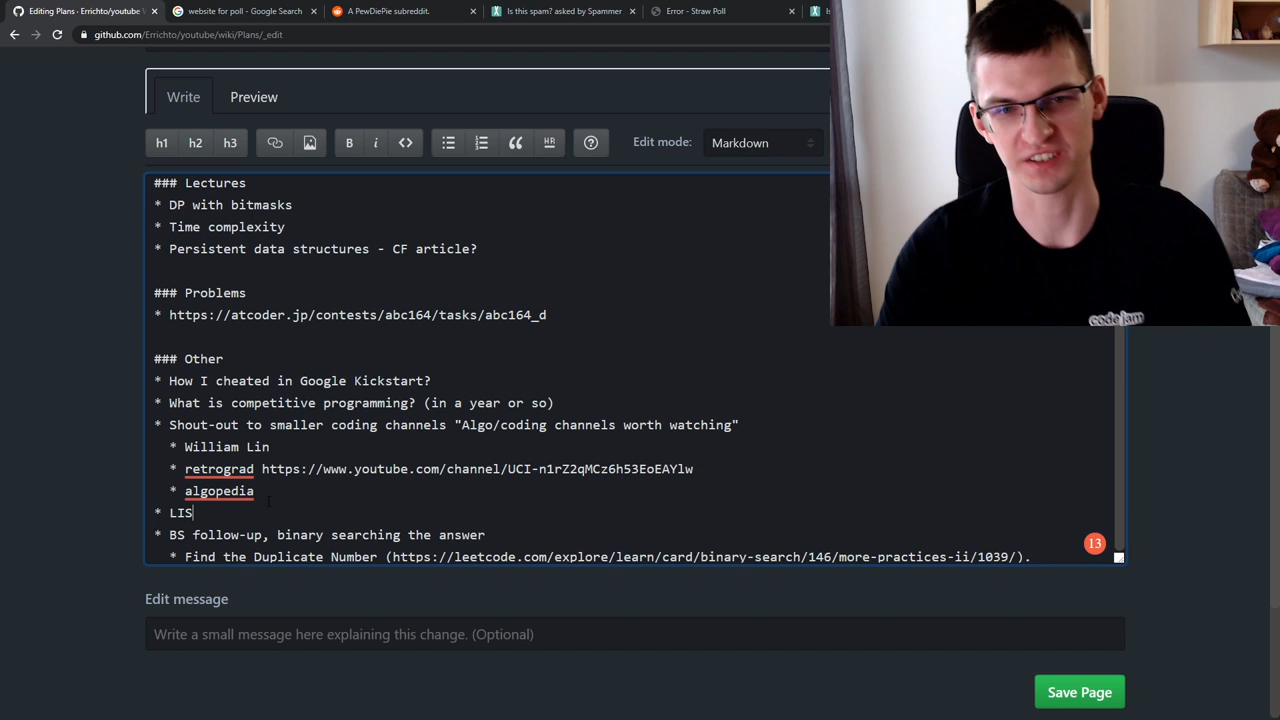 Editing Plans · Errichto/youtube W
website for poll - Google Search
A PewDiePie subreddit.
Is this spam? asked by Spammer
Error - Straw Poll
github.com/Errichto/youtube/wiki/Plans/_edit
Write
Preview
h1 h2 h3 B i <> HR ? Edit mode: Markdown
### Lectures
* DP with bitmasks
* Time complexity
* Persistent data structures - CF article?
### Problems
* https://atcoder.jp/contests/abc164/tasks/abc164_d
### Other
* How I cheated in Google Kickstart?
* What is competitive programming? (in a year or so)
* Shout-out to smaller coding channels "Algo/coding channels worth watching"
* William Lin
* retrograd https://www.youtube.com/channel/UCI-n1rZ2qMCz6h53EoEAYlw
* algopedia
* LIS
* BS follow-up, binary searching the answer
* Find the Duplicate Number (https://leetcode.com/explore/learn/card/binary-search/146/more-practices-ii/1039/).
13
Edit message
Write a small message here explaining this change. (Optional)
Save Page
code jam